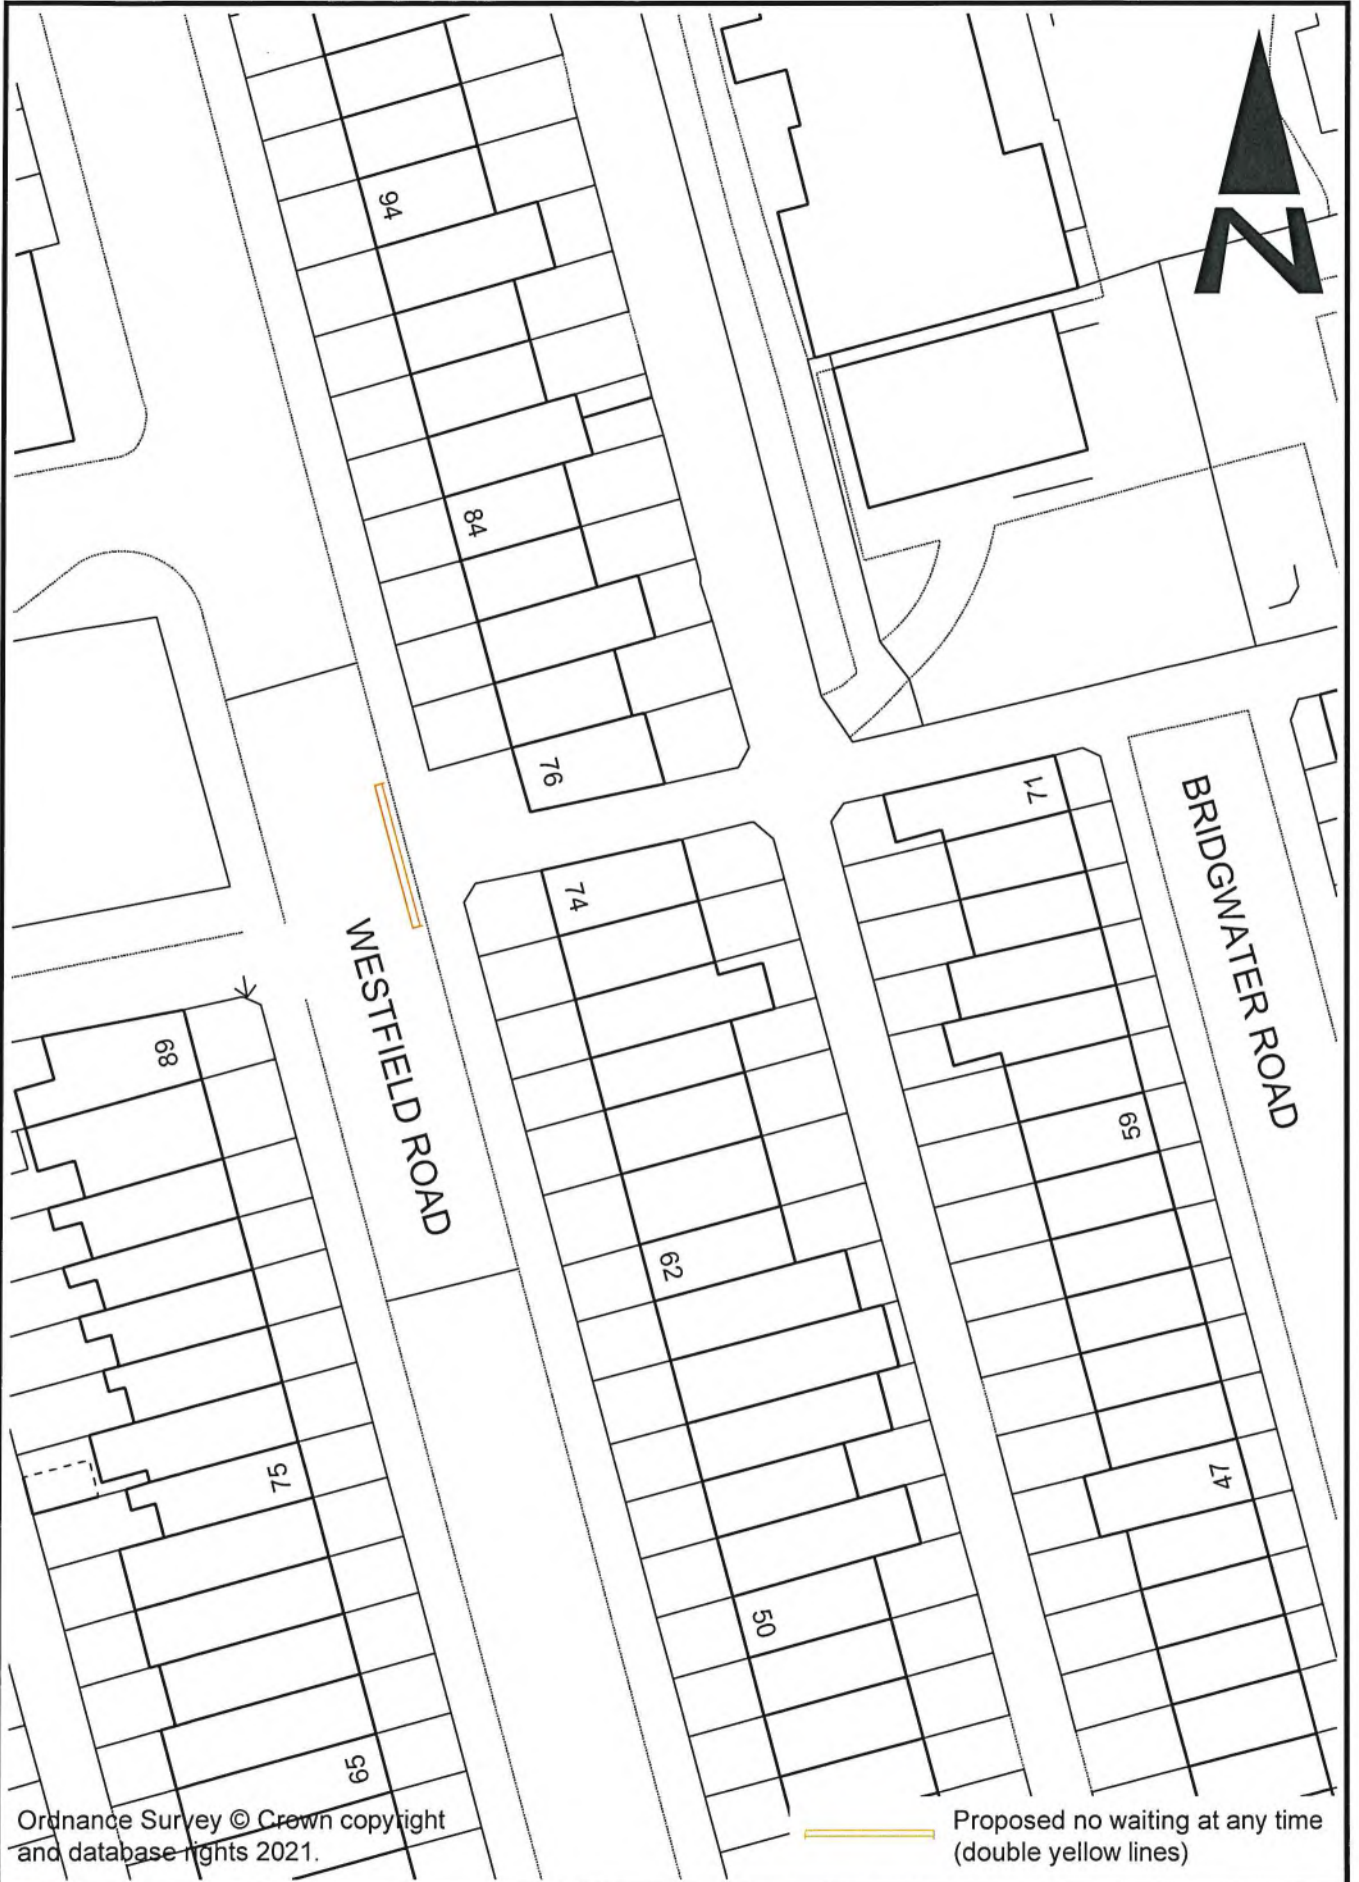 N
94
84
76
71
BRIDGWATER ROAD
74
WESTFIELD ROAD
68
59
62
75
47
50
65
Ordnance Survey © Crown copyright
and database rights 2021.
Proposed no waiting at any time
(double yellow lines)